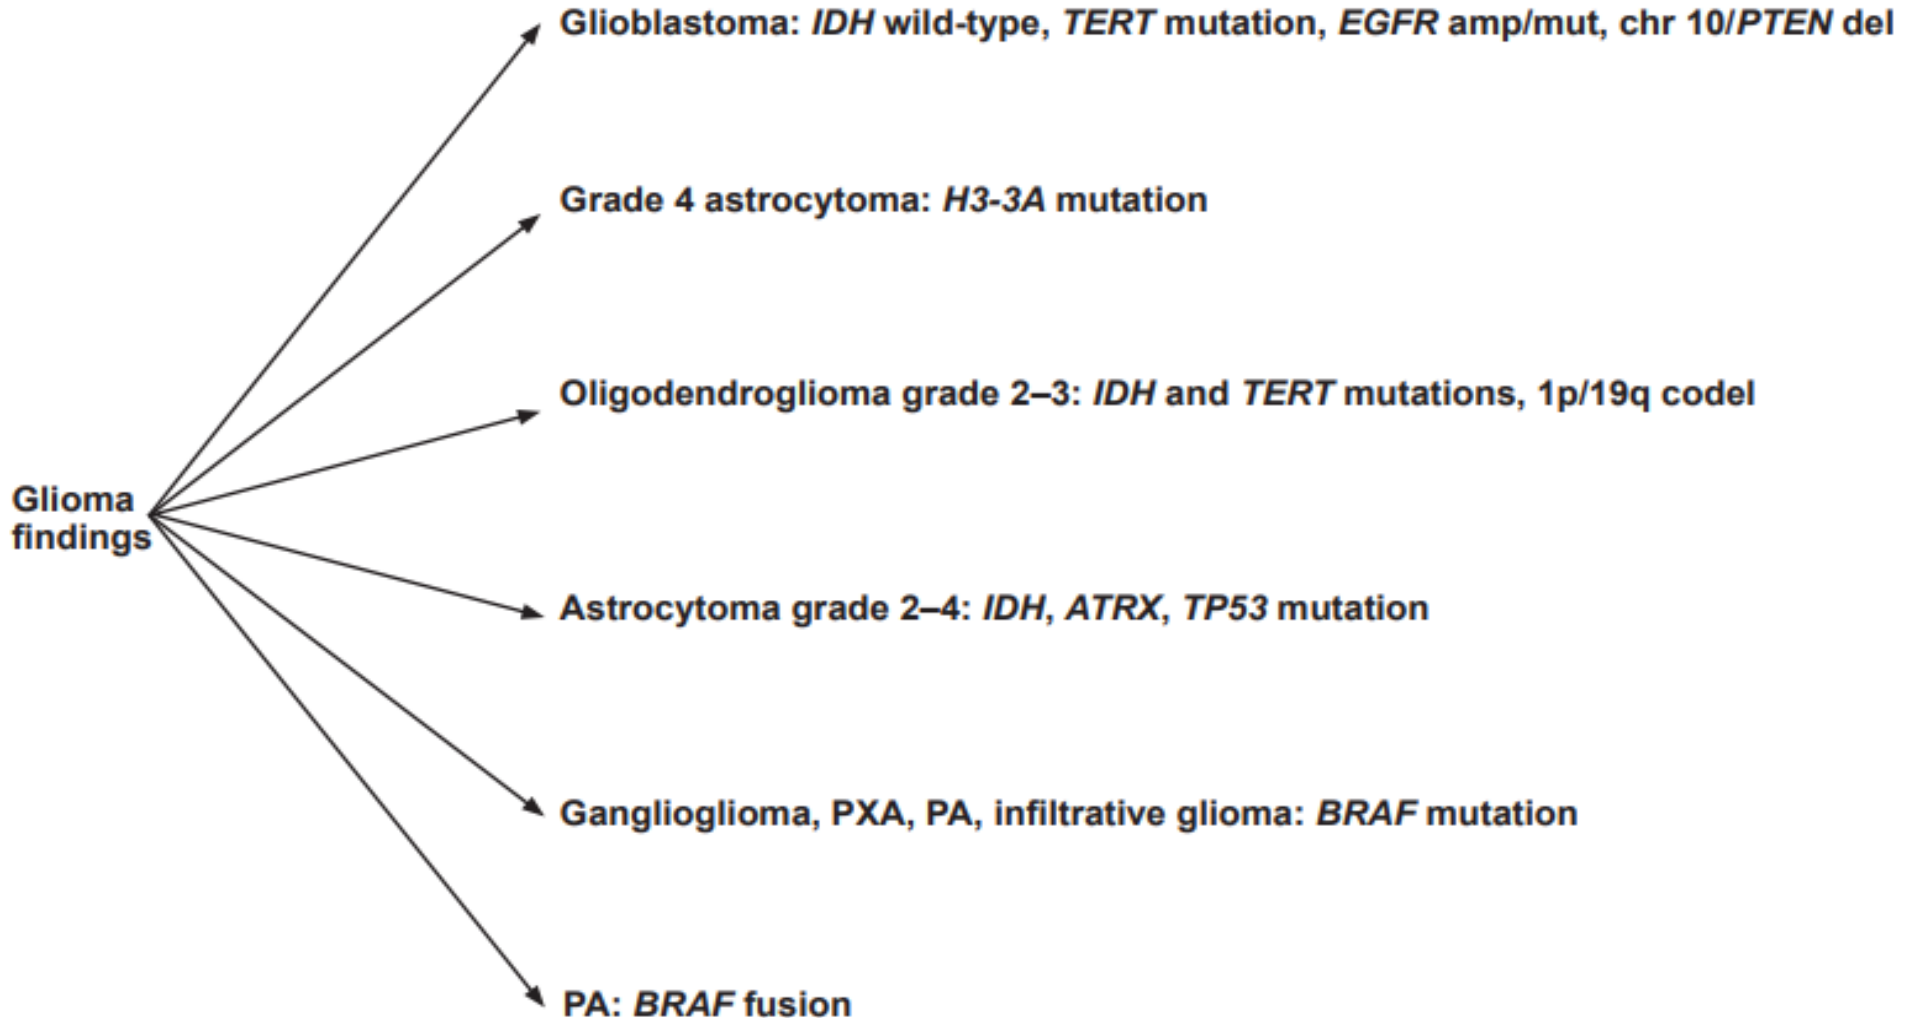 Glioblastoma: IDH wild-type, TERT mutation, EGFR amp/mut, chr 10/PTEN del
Grade 4 astrocytoma: H3-3A mutation
Oligodendroglioma grade 2–3: IDH and TERT mutations, 1p/19q codel
Glioma
findings
Astrocytoma grade 2–4: IDH, ATRX, TP53 mutation
Ganglioglioma, PXA, PA, infiltrative glioma: BRAF mutation
PA: BRAF fusion